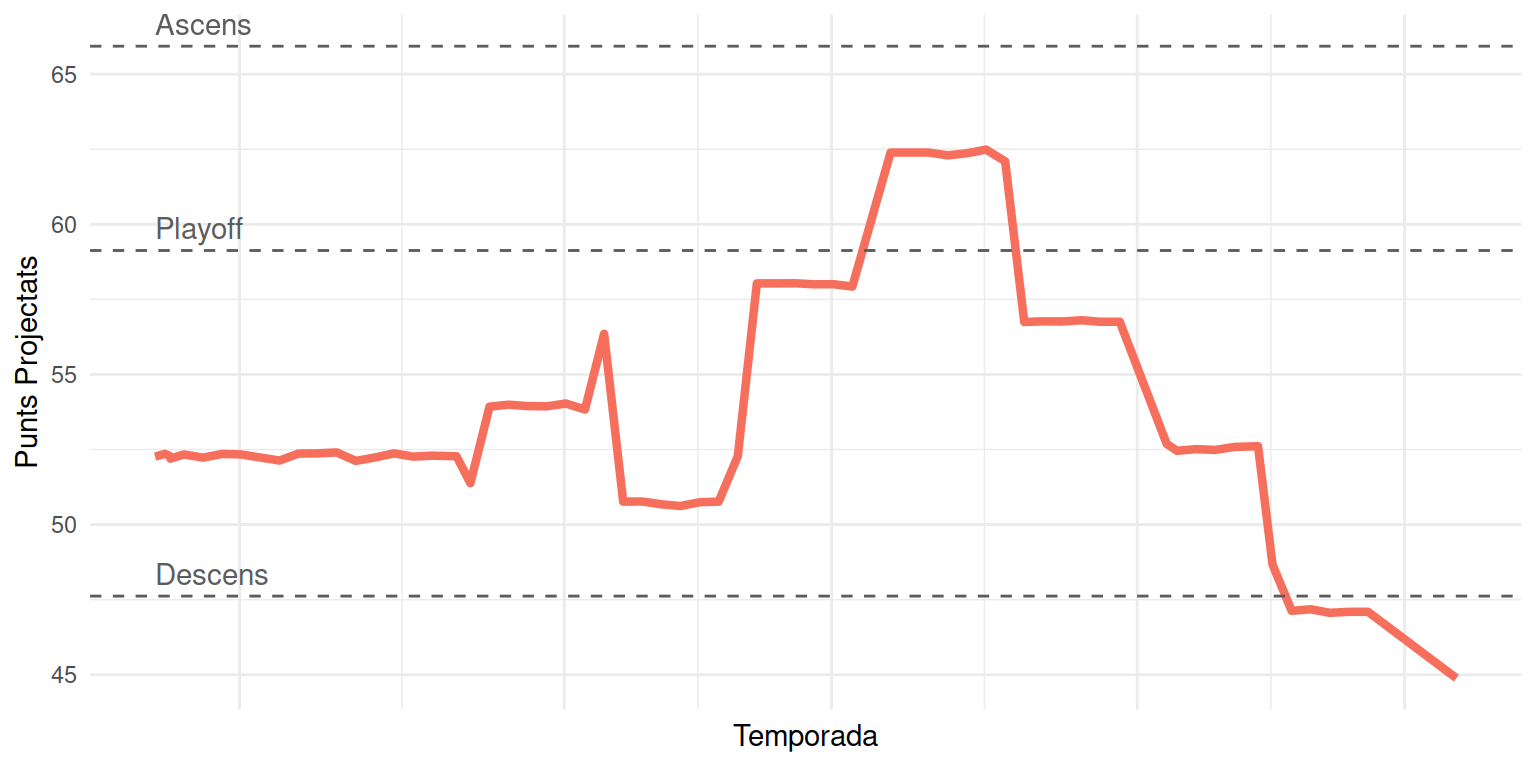 Ascens
65
60
Playoff
Punts Projectats
55
50
Descens
45
Temporada